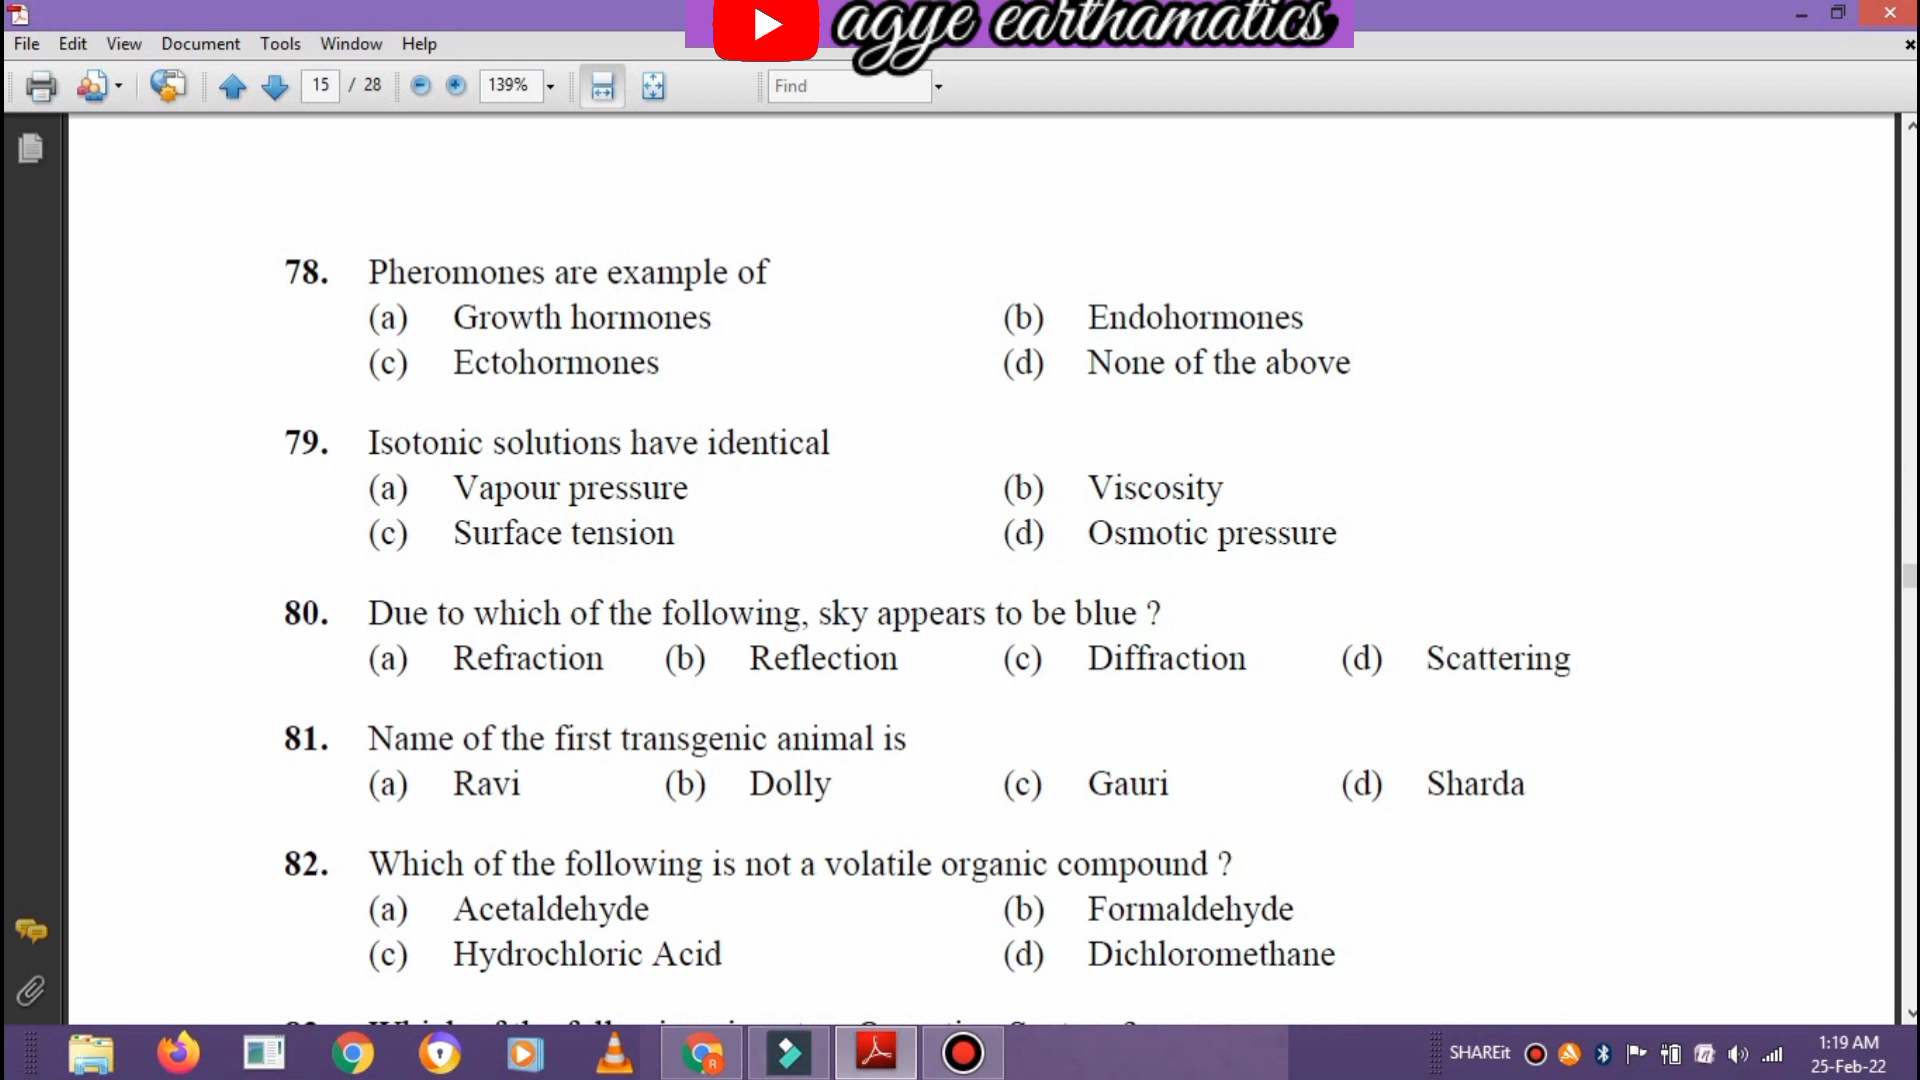 agye earthamatics
File Edit View Document Tools Window Help
15 / 28 139% Find
78. Pheromones are example of
(a) Growth hormones (b) Endohormones
(c) Ectohormones (d) None of the above
79. Isotonic solutions have identical
(a) Vapour pressure (b) Viscosity
(c) Surface tension (d) Osmotic pressure
80. Due to which of the following, sky appears to be blue ?
(a) Refraction (b) Reflection (c) Diffraction (d) Scattering
81. Name of the first transgenic animal is
(a) Ravi (b) Dolly (c) Gauri (d) Sharda
82. Which of the following is not a volatile organic compound ?
(a) Acetaldehyde (b) Formaldehyde
(c) Hydrochloric Acid (d) Dichloromethane
SHAREit 1:19 AM
25-Feb-22